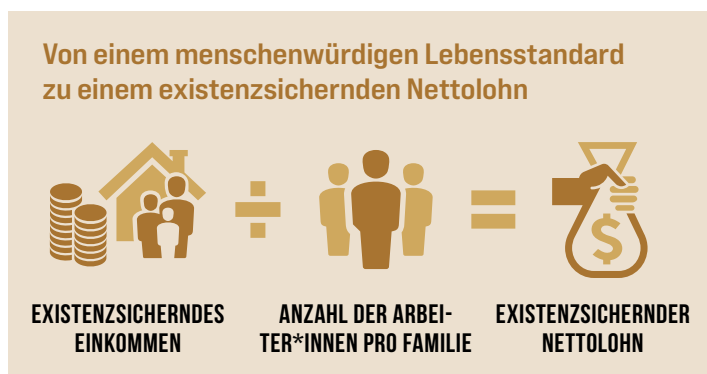 Von einem menschenwürdigen Lebensstandard
zu einem existenzsichernden Nettolohn
$
EXISTENZSICHERNDES
EINKOMMEN
ANZAHL DER ARBEI-
TER*INNEN PRO FAMILIE
EXISTENZSICHERNDER
NETTOLOHN